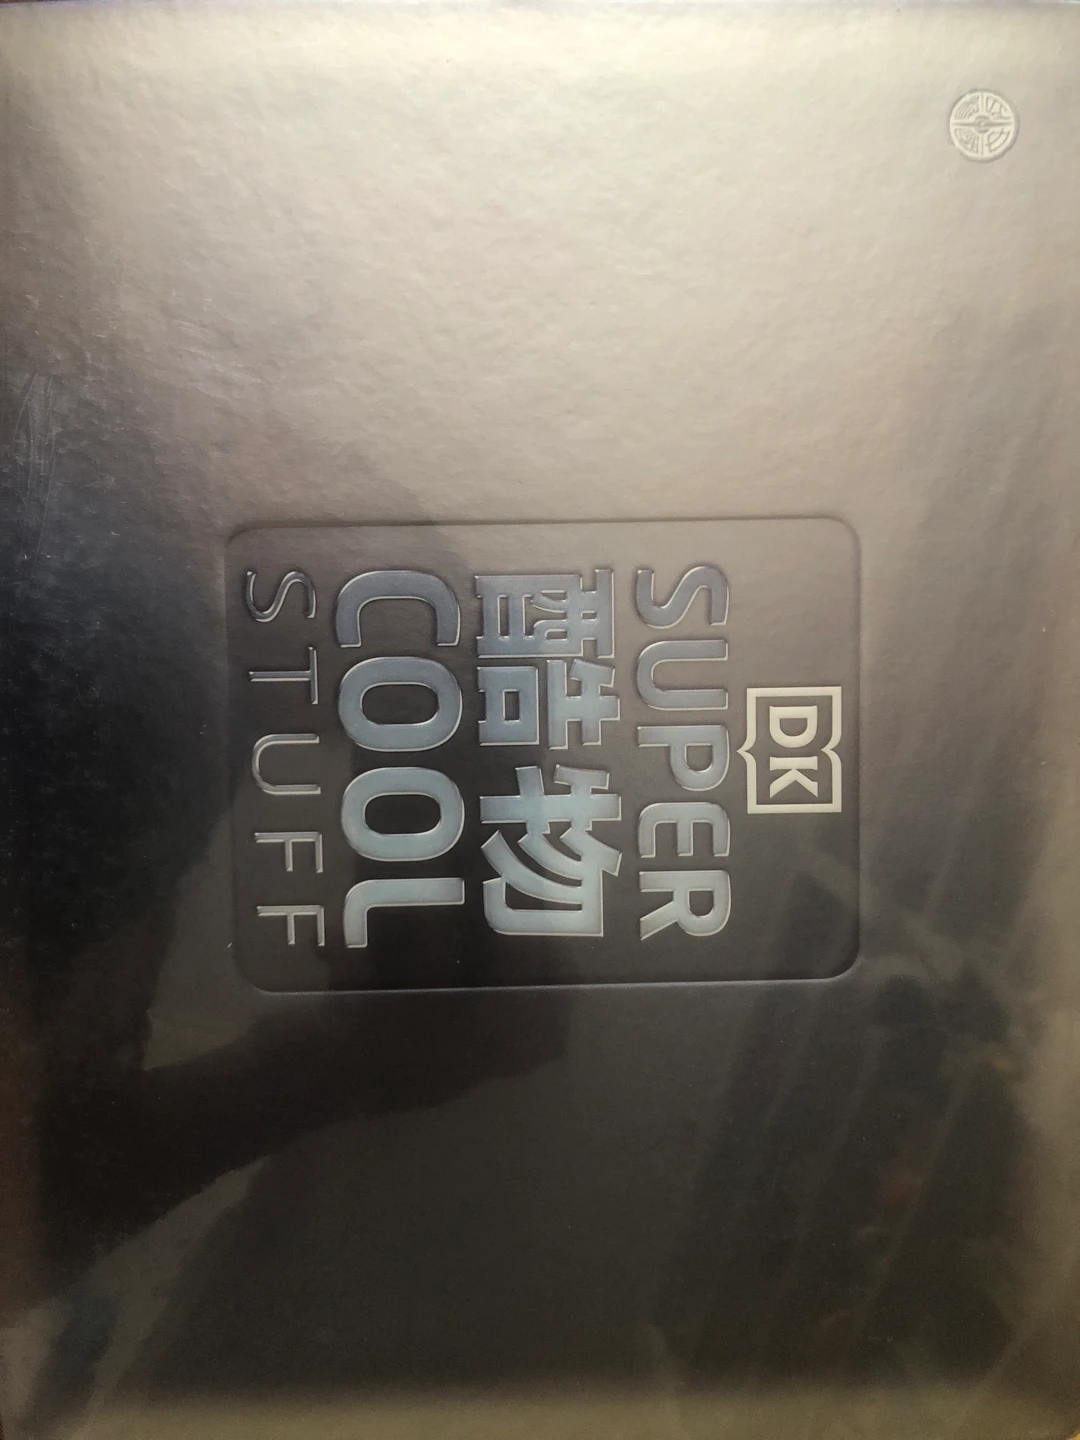 DK
SUPER
酷物
COOL
STUFF